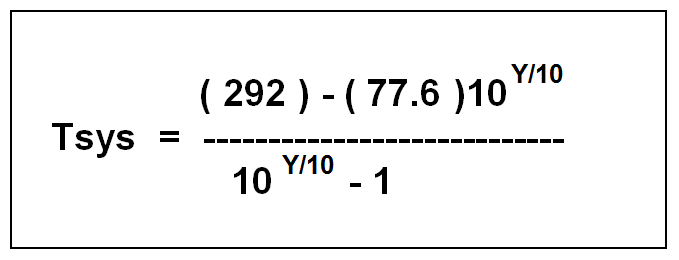 ( 292 ) - ( 77.6 )10 Y/10
Tsys = ----------------------------
10 Y/10 - 1